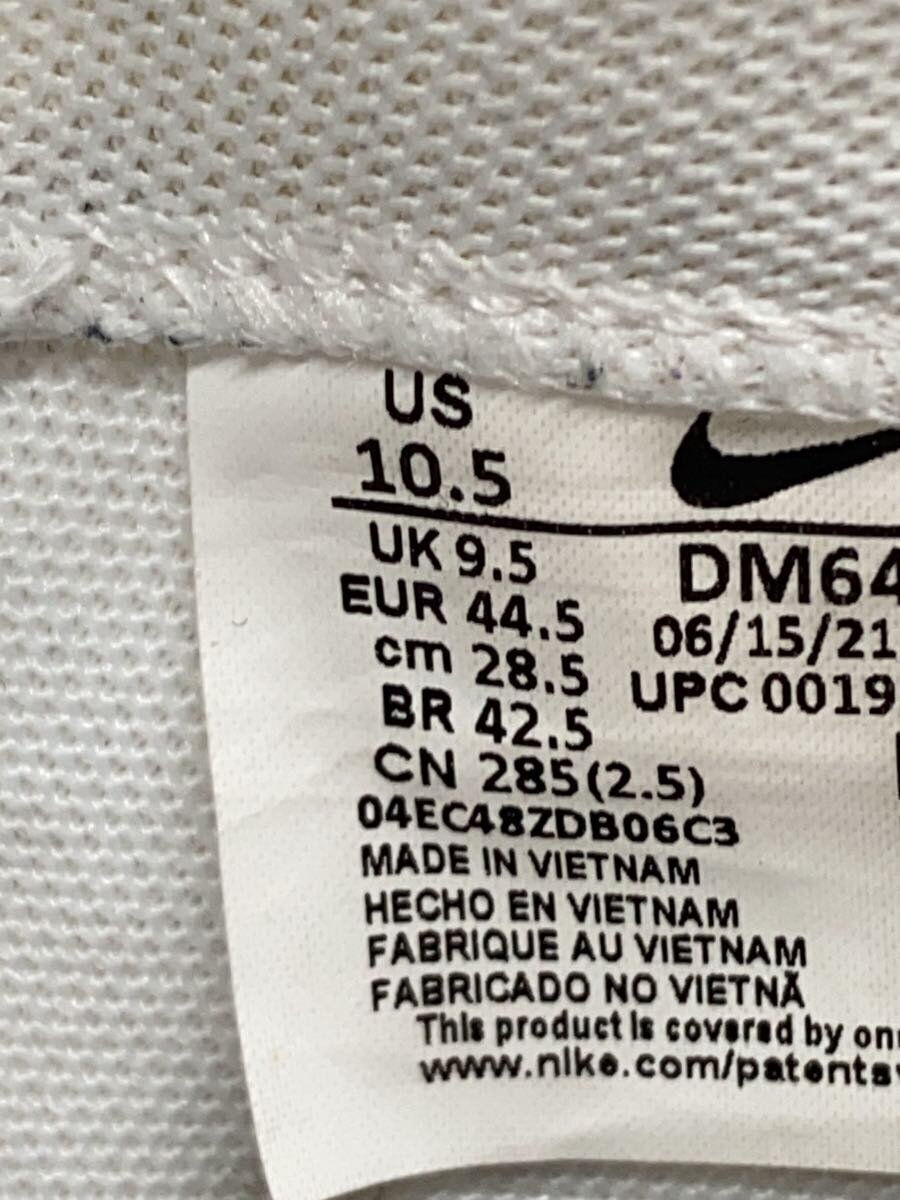 US
10.5
UK 9.5
EUR 44.5
cm 28.5
BR 42.5
CN 285(2.5)
04EC48ZDB06C3
MADE IN VIETNAM
HECHO EN VIETNAM
FABRIQUE AU VIETNAM
FABRICADO NO VIETNÃ
This product is covered by
www.nike.com/patents
DM64
06/15/21
UPC 0019